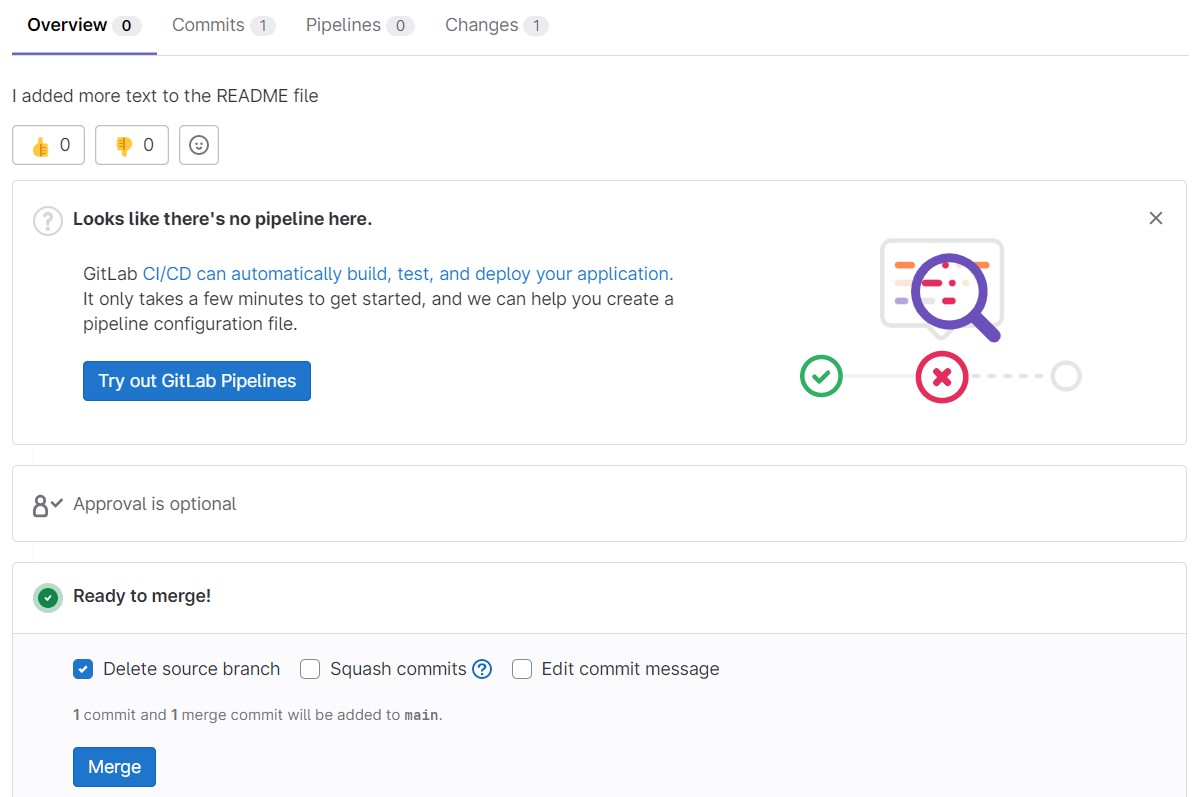 Overview 0 Commits 1 Pipelines 0 Changes 1
I added more text to the README file
0 0
Looks like there's no pipeline here.
GitLab CI/CD can automatically build, test, and deploy your application.
It only takes a few minutes to get started, and we can help you create a
pipeline configuration file.
Try out GitLab Pipelines
Approval is optional
Ready to merge!
Delete source branch Squash commits Edit commit message
1 commit and 1 merge commit will be added to main.
Merge